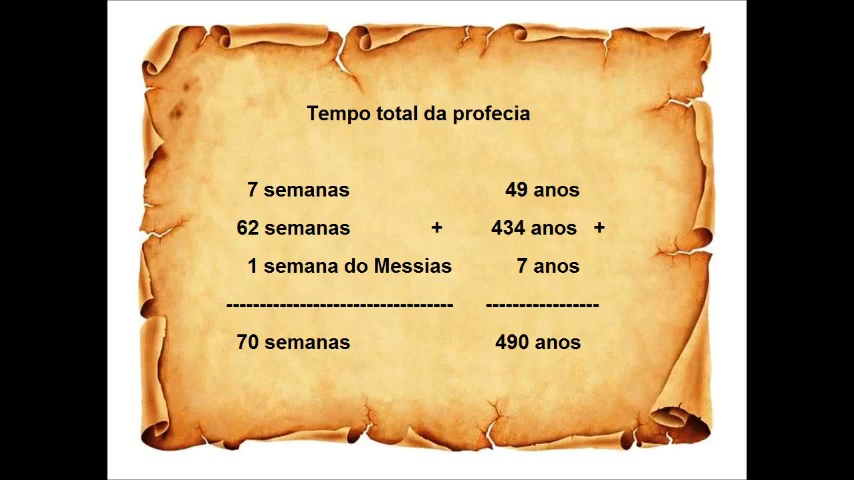 Tempo total da profecia
7 semanas 49 anos
62 semanas + 434 anos +
1 semana do Messias 7 anos
---------------------------------- -----------------
70 semanas 490 anos